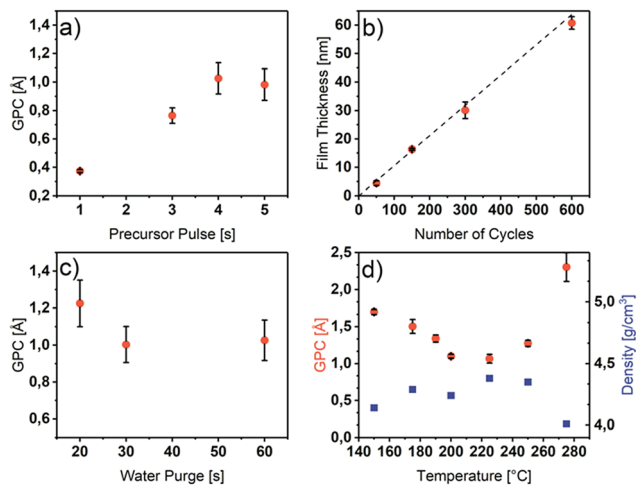 a)
GPC [Å]
1,4
1,2
1,0
0,8
0,6
0,4
0,2
1 2 3 4 5
Precursor Pulse [s]
b)
Film Thickness [nm]
60
50
40
30
20
10
0
0 100 200 300 400 500 600
Number of Cycles
c)
GPC [Å]
1,4
1,2
1,0
0,8
0,6
20 30 40 50 60
Water Purge [s]
d)
GPC [Å]
2,5
2,0
1,5
1,0
0,5
0,0
140 160 180 200 220 240 260 280
Temperature [°C]
5,0
4,5
4,0
Density [g/cm³]